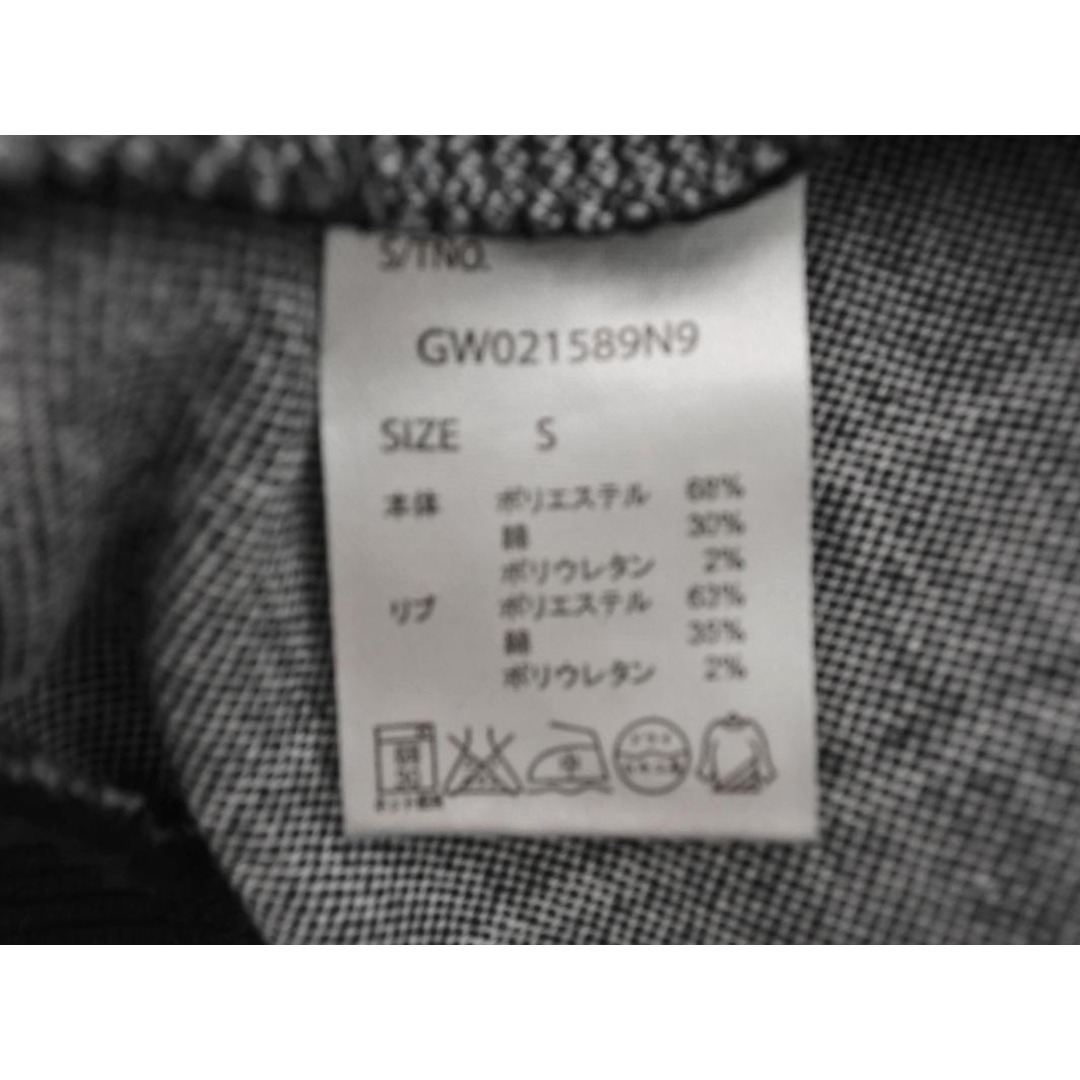 S/TNO.
GW021589N9
SIZE S
本体 ポリエステル 68%
綿 30%
ポリウレタン 2%
リブ ポリエステル 63%
綿 35%
ポリウレタン 2%